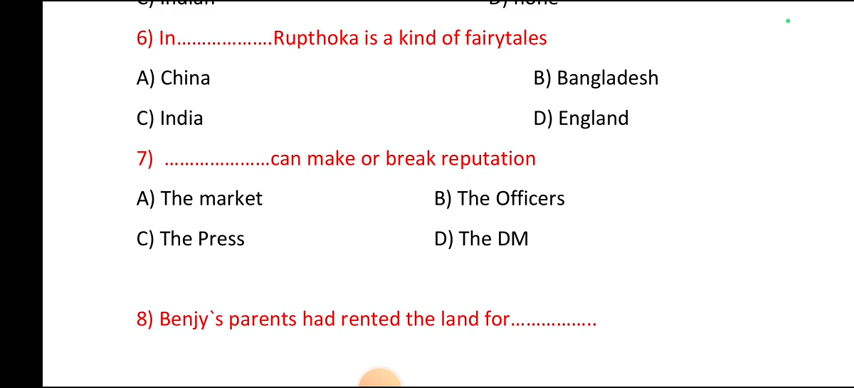 6) In...................Rupthoka is a kind of fairytales
A) China B) Bangladesh
C) India D) England
7) .....................can make or break reputation
A) The market B) The Officers
C) The Press D) The DM
8) Benjy`s parents had rented the land for.................